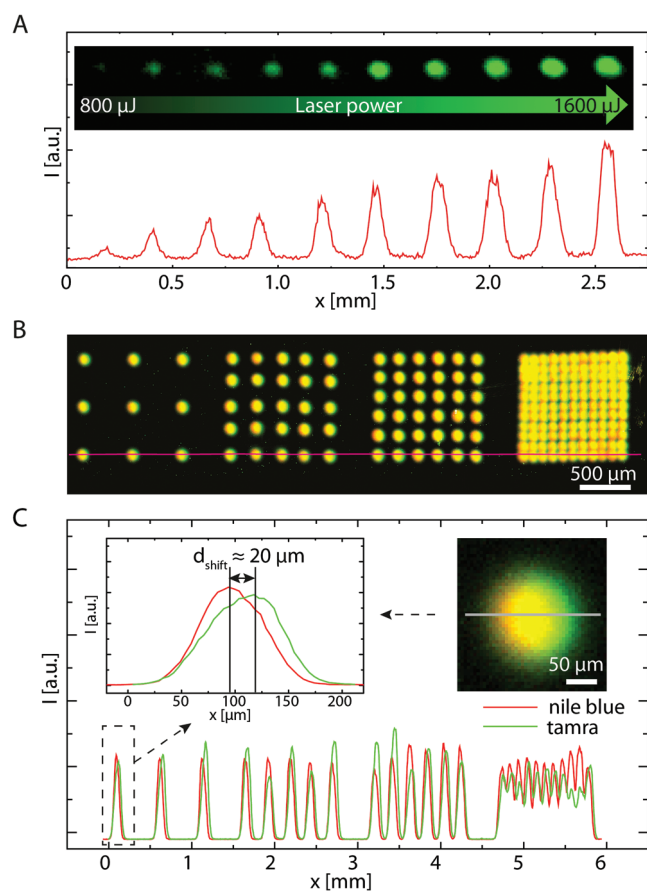 A
800 µJ
Laser power
1600 µJ
I [a.u.]
0
0.5
1.0
1.5
2.0
2.5
x [mm]
B
500 µm
C
d shift ≈ 20 µm
I [a.u.]
0
50
100
150
200
x [µm]
50 µm
nile blue
tamra
I [a.u.]
0
1
2
3
4
5
6
x [mm]